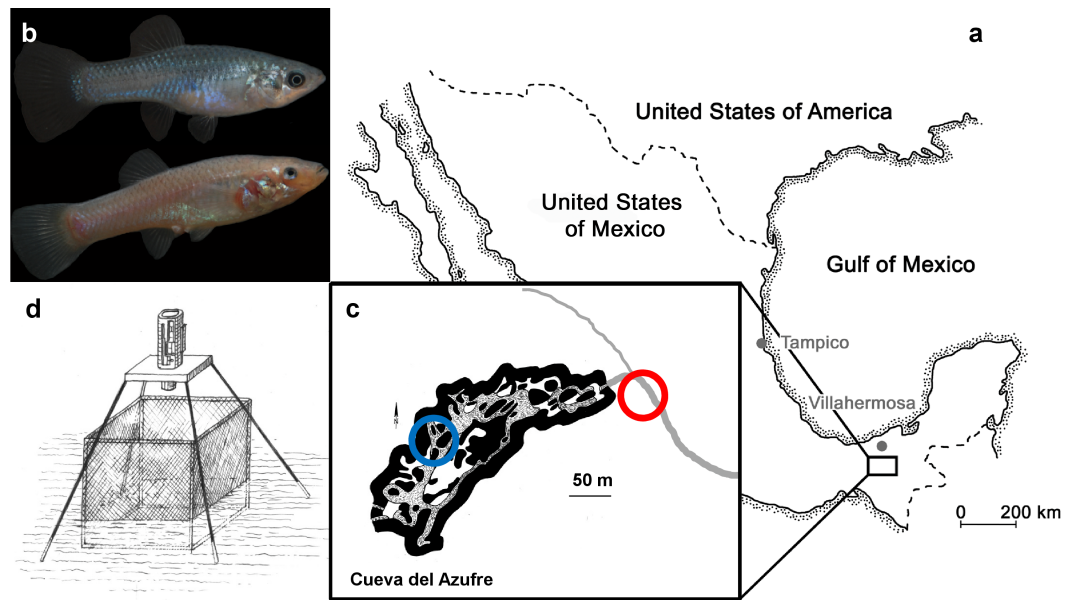 b
a
United States of America
United States
of Mexico
Gulf of Mexico
d
c
Tampico
Villahermosa
50 m
0 200 km
Cueva del Azufre